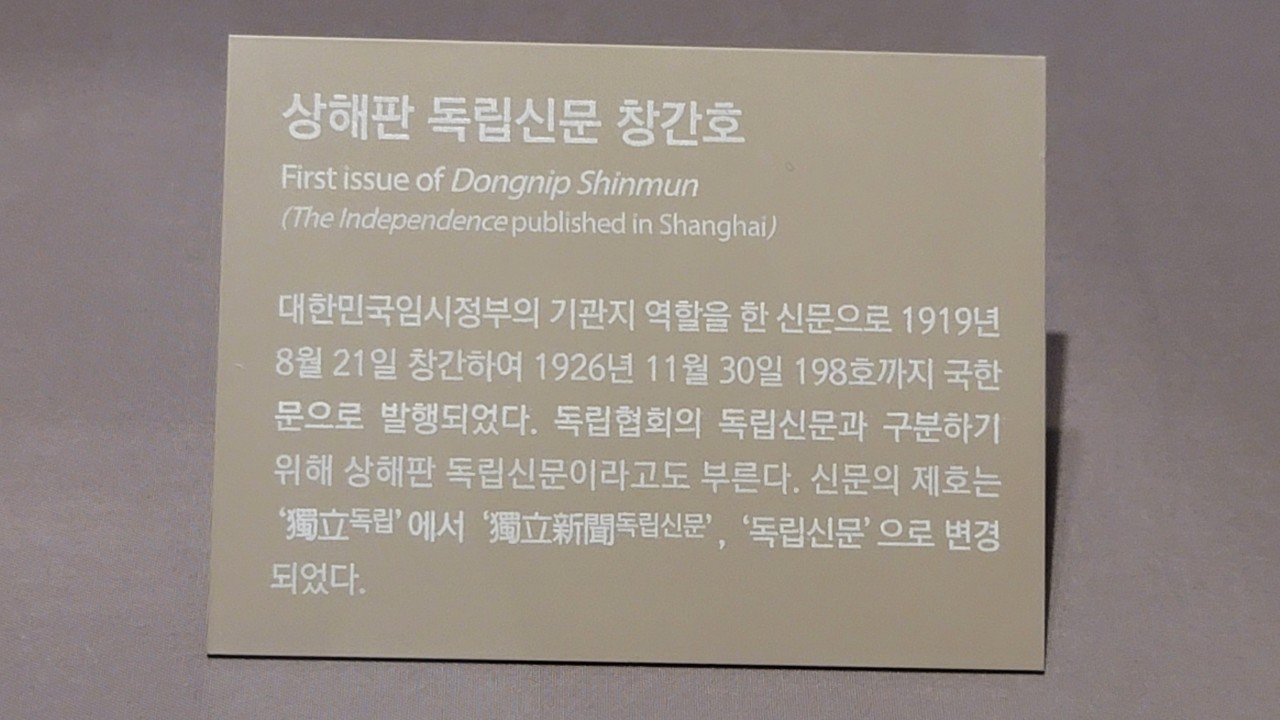 상해판 독립신문 창간호
First issue of Dongnip Shinmun
(The Independence published in Shanghai)
대한민국임시정부의 기관지 역할을 한 신문으로 1919년
8월 21일 창간하여 1926년 11월 30일 198호까지 국한
문으로 발행되었다. 독립협회의 독립신문과 구분하기
위해 상해판 독립신문이라고도 부른다. 신문의 제호는
‘獨立독립’에서 ‘獨立新聞독립신문’, ‘독립신문’으로 변경
되었다.